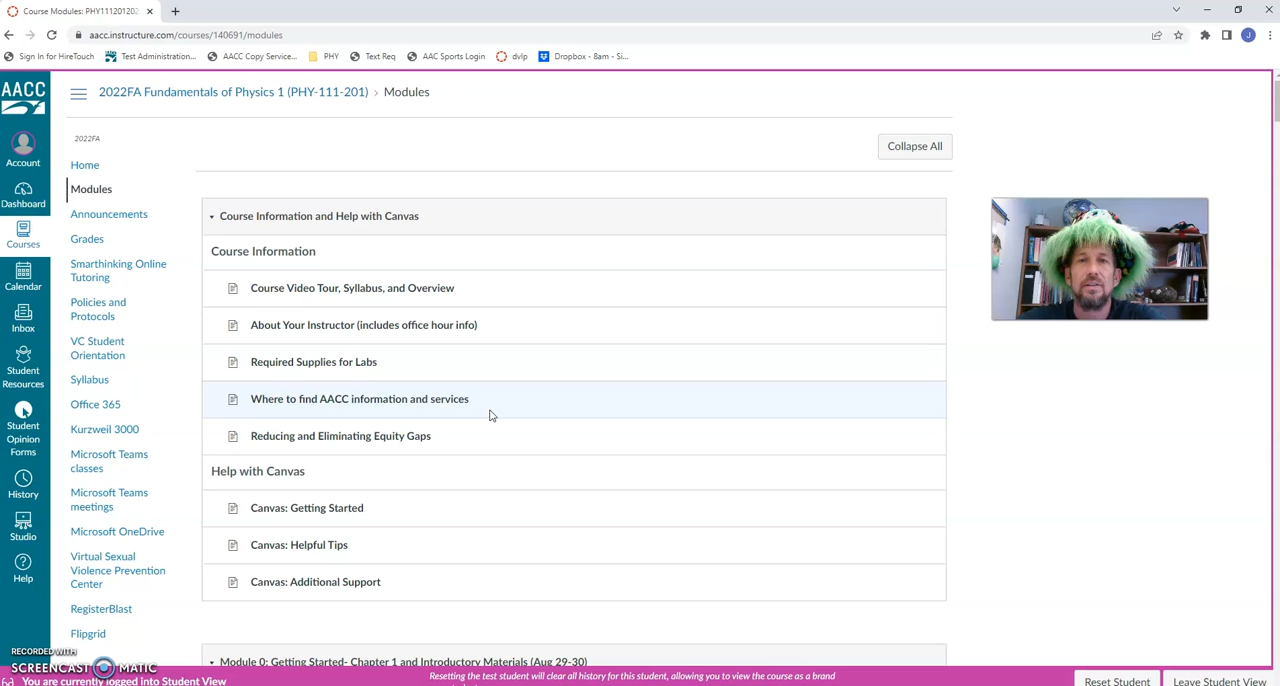 Course Modules: PHY111201202
aacc.instructure.com/courses/140691/modules
Sign In for HireTouch
Test Administration...
AACC Copy Service...
PHY
Text Req
AAC Sports Login
dvlp
Dropbox - 8am - Si...
J
AACC
Account
Dashboard
Courses
Calendar
Inbox
Student
Resources
Student
Opinion
Forms
History
Studio
Help
2022FA Fundamentals of Physics 1 (PHY-111-201) › Modules
2022FA
Home
Modules
Announcements
Grades
Smarthinking Online
Tutoring
Policies and
Protocols
VC Student
Orientation
Syllabus
Office 365
Kurzweil 3000
Microsoft Teams
classes
Microsoft Teams
meetings
Microsoft OneDrive
Virtual Sexual
Violence Prevention
Center
RegisterBlast
Flipgrid
Collapse All
Course Information and Help with Canvas
Course Information
Course Video Tour, Syllabus, and Overview
About Your Instructor (includes office hour info)
Required Supplies for Labs
Where to find AACC information and services
Reducing and Eliminating Equity Gaps
Help with Canvas
Canvas: Getting Started
Canvas: Helpful Tips
Canvas: Additional Support
Module 0: Getting Started- Chapter 1 and Introductory Materials (Aug 29-30)
RECORDED WITH
SCREENCAST MATIC
You are currently logged into Student View
Resetting the test student will clear all history for this student, allowing you to view the course as a brand
Reset Student
Leave Student View